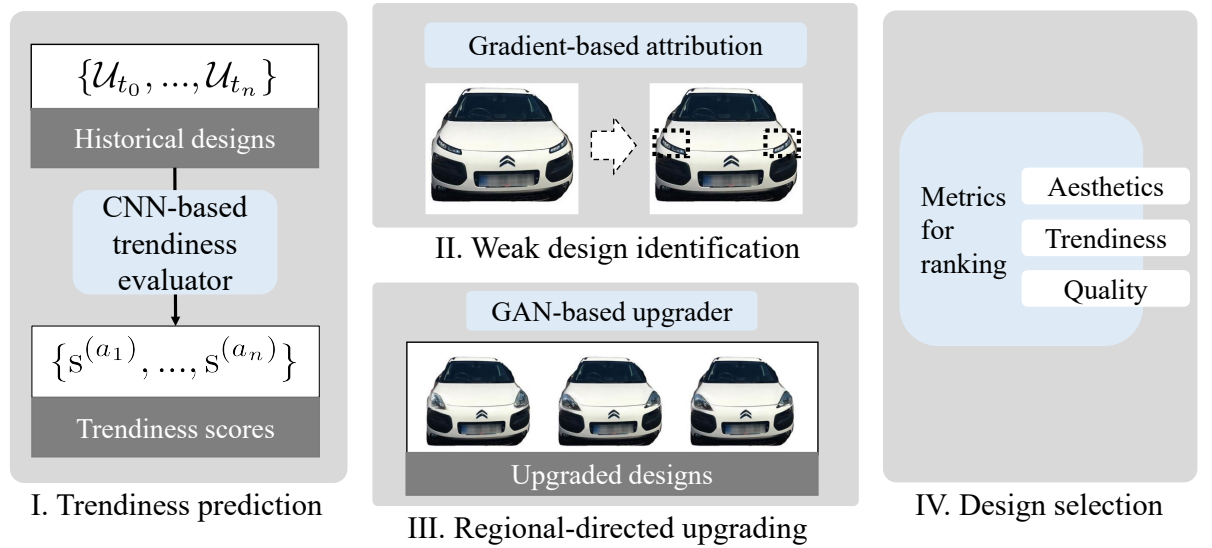 {𝒰_{t_0}, ..., 𝒰_{t_n}}
Historical designs
CNN-based
trendiness
evaluator
{s^{(a_1)}, ..., s^{(a_n)}}
Trendiness scores
I. Trendiness prediction
Gradient-based attribution
II. Weak design identification
GAN-based upgrader
Upgraded designs
III. Regional-directed upgrading
Metrics
for
ranking
Aesthetics
Trendiness
Quality
IV. Design selection